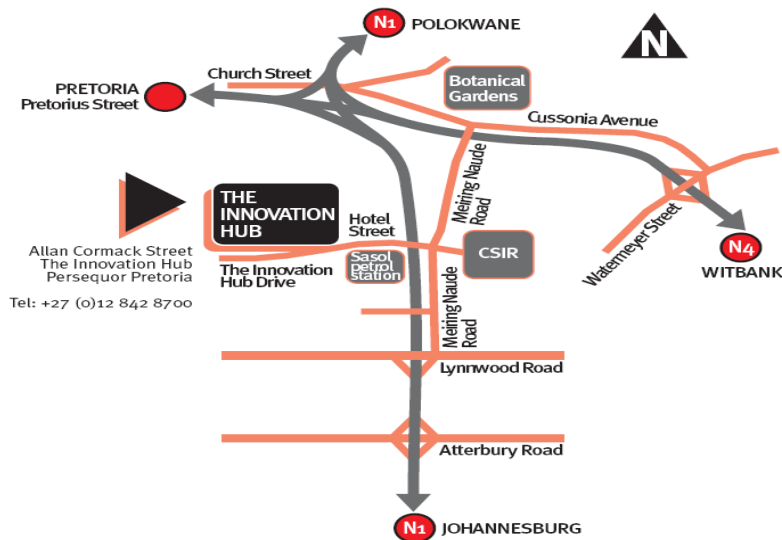 N1 POLOKWANE
N
PRETORIA
Pretorius Street
Church Street
Botanical
Gardens
Cussonia Avenue
Meiring Naude
Road
THE
INNOVATION
HUB
Hotel
Street
Sasol
petrol
station
CSIR
Watermeyer Street
N4
WITBANK
Allan Cormack Street
The Innovation Hub
Persequor Pretoria
Tel: +27 (0)12 842 8700
The Innovation
Hub Drive
Meiring Naude
Road
Lynnwood Road
Atterbury Road
N1 JOHANNESBURG